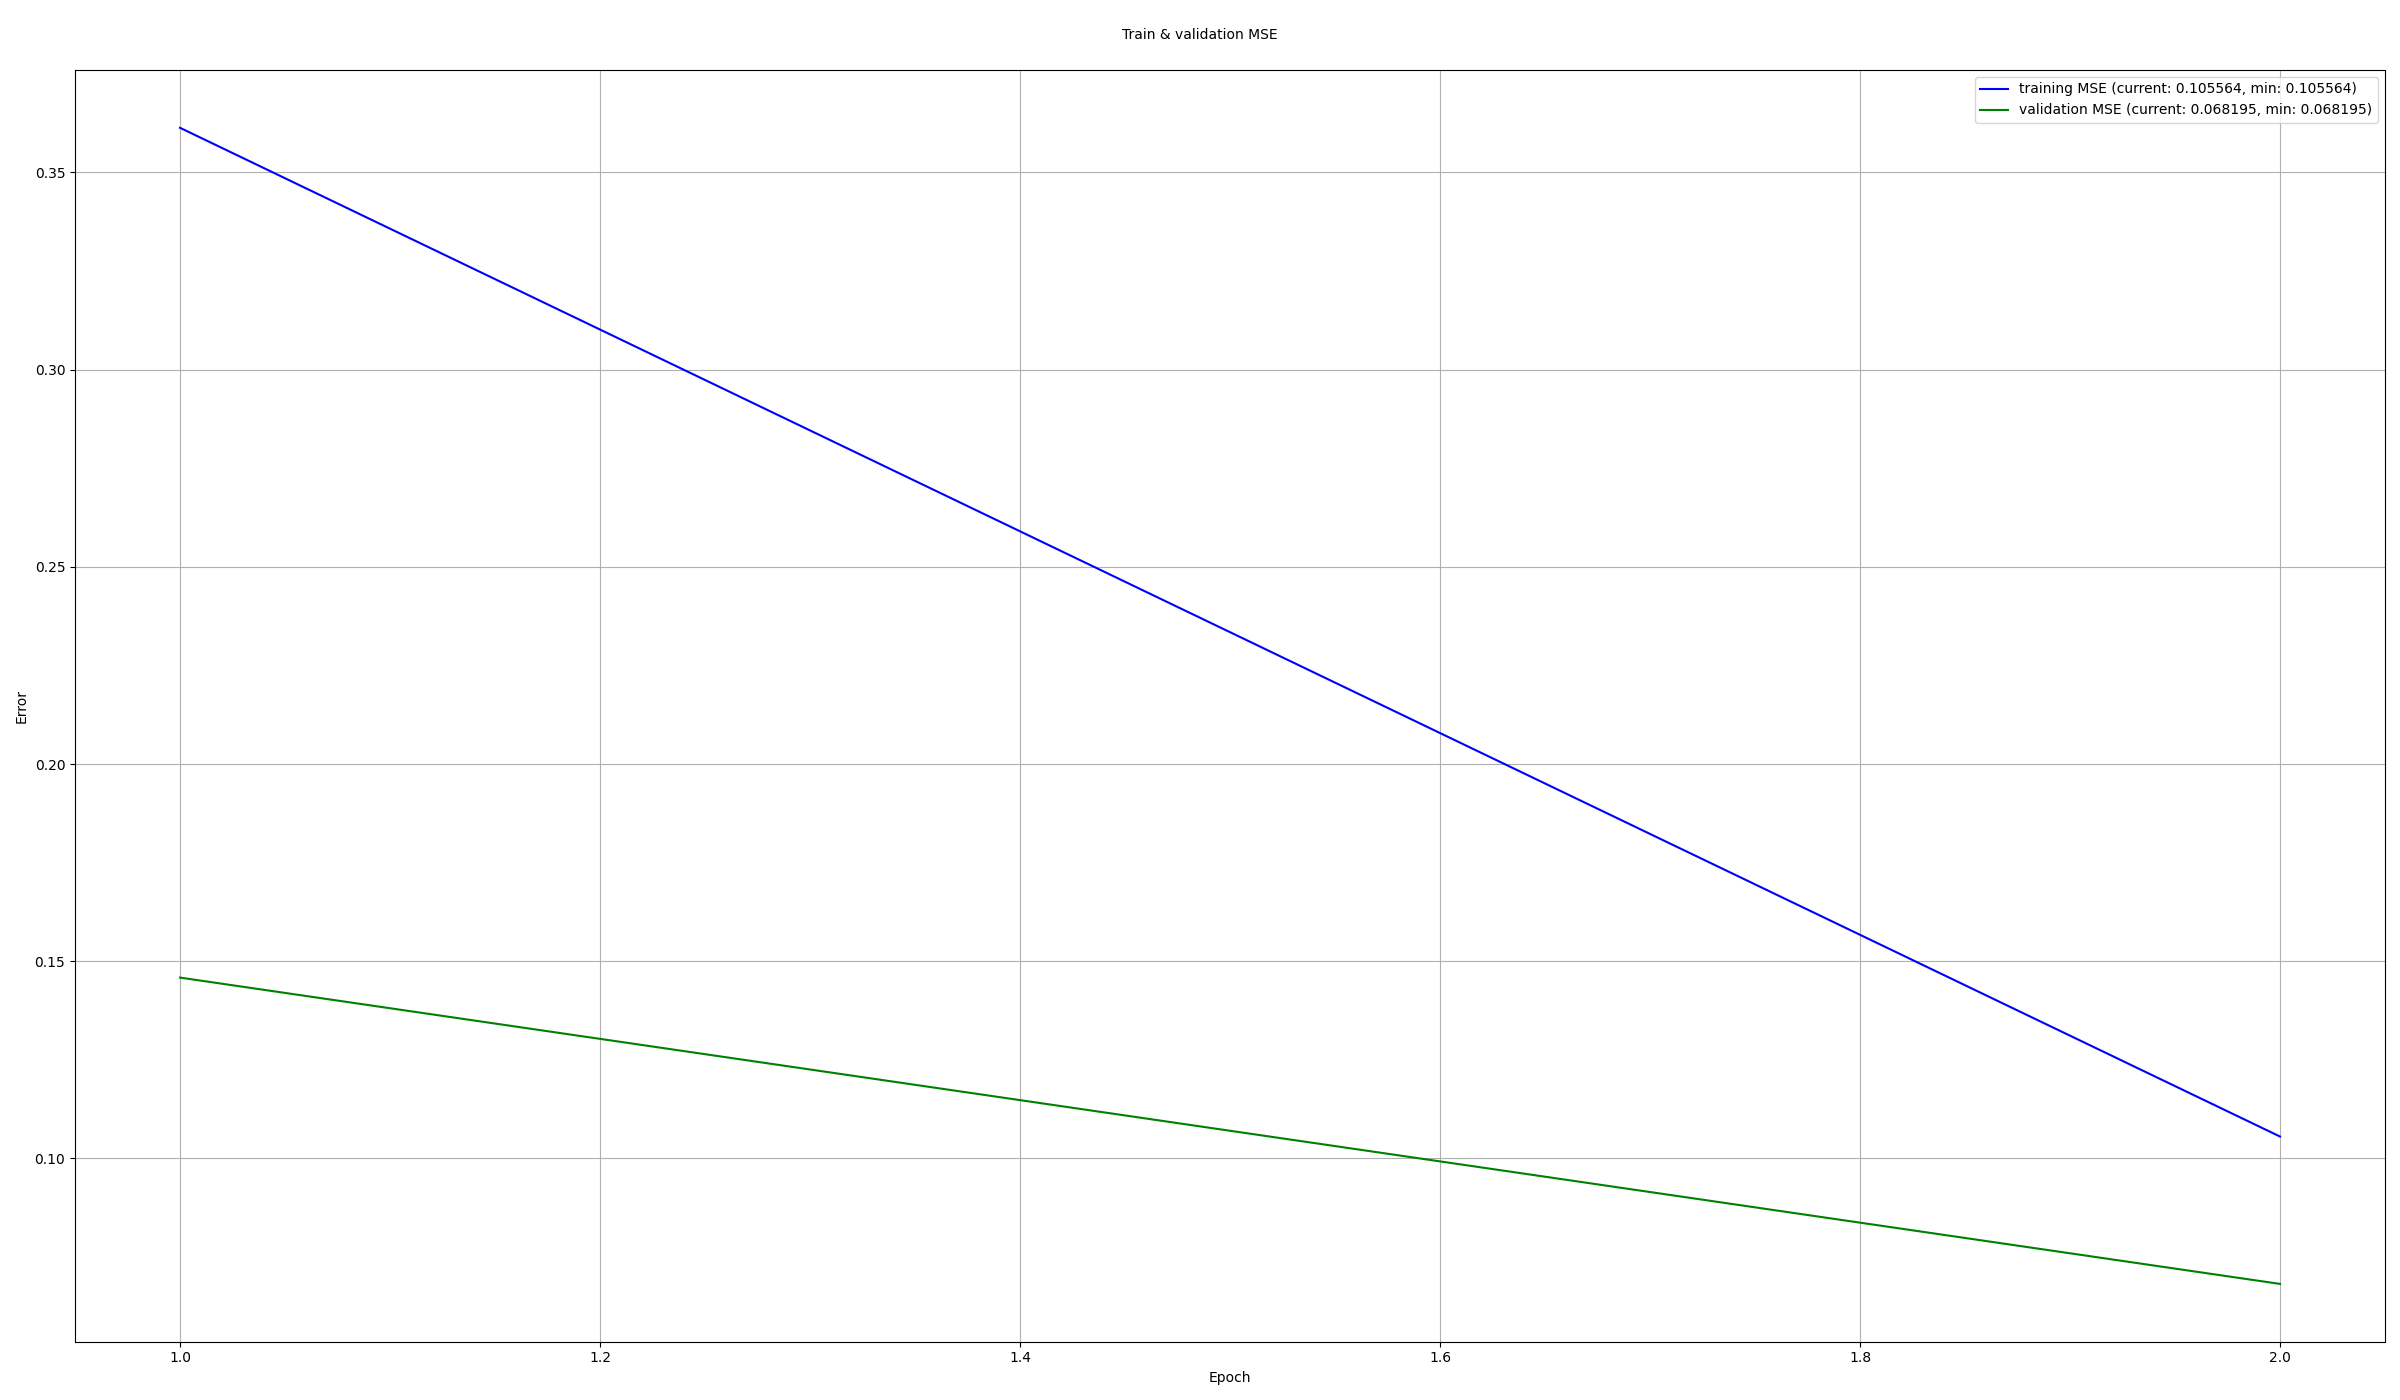 Train & validation MSE
training MSE (current: 0.105564, min: 0.105564)
validation MSE (current: 0.068195, min: 0.068195)
0.35
0.30
0.25
0.20
0.15
0.10
Error
1.0 1.2 1.4 1.6 1.8 2.0
Epoch